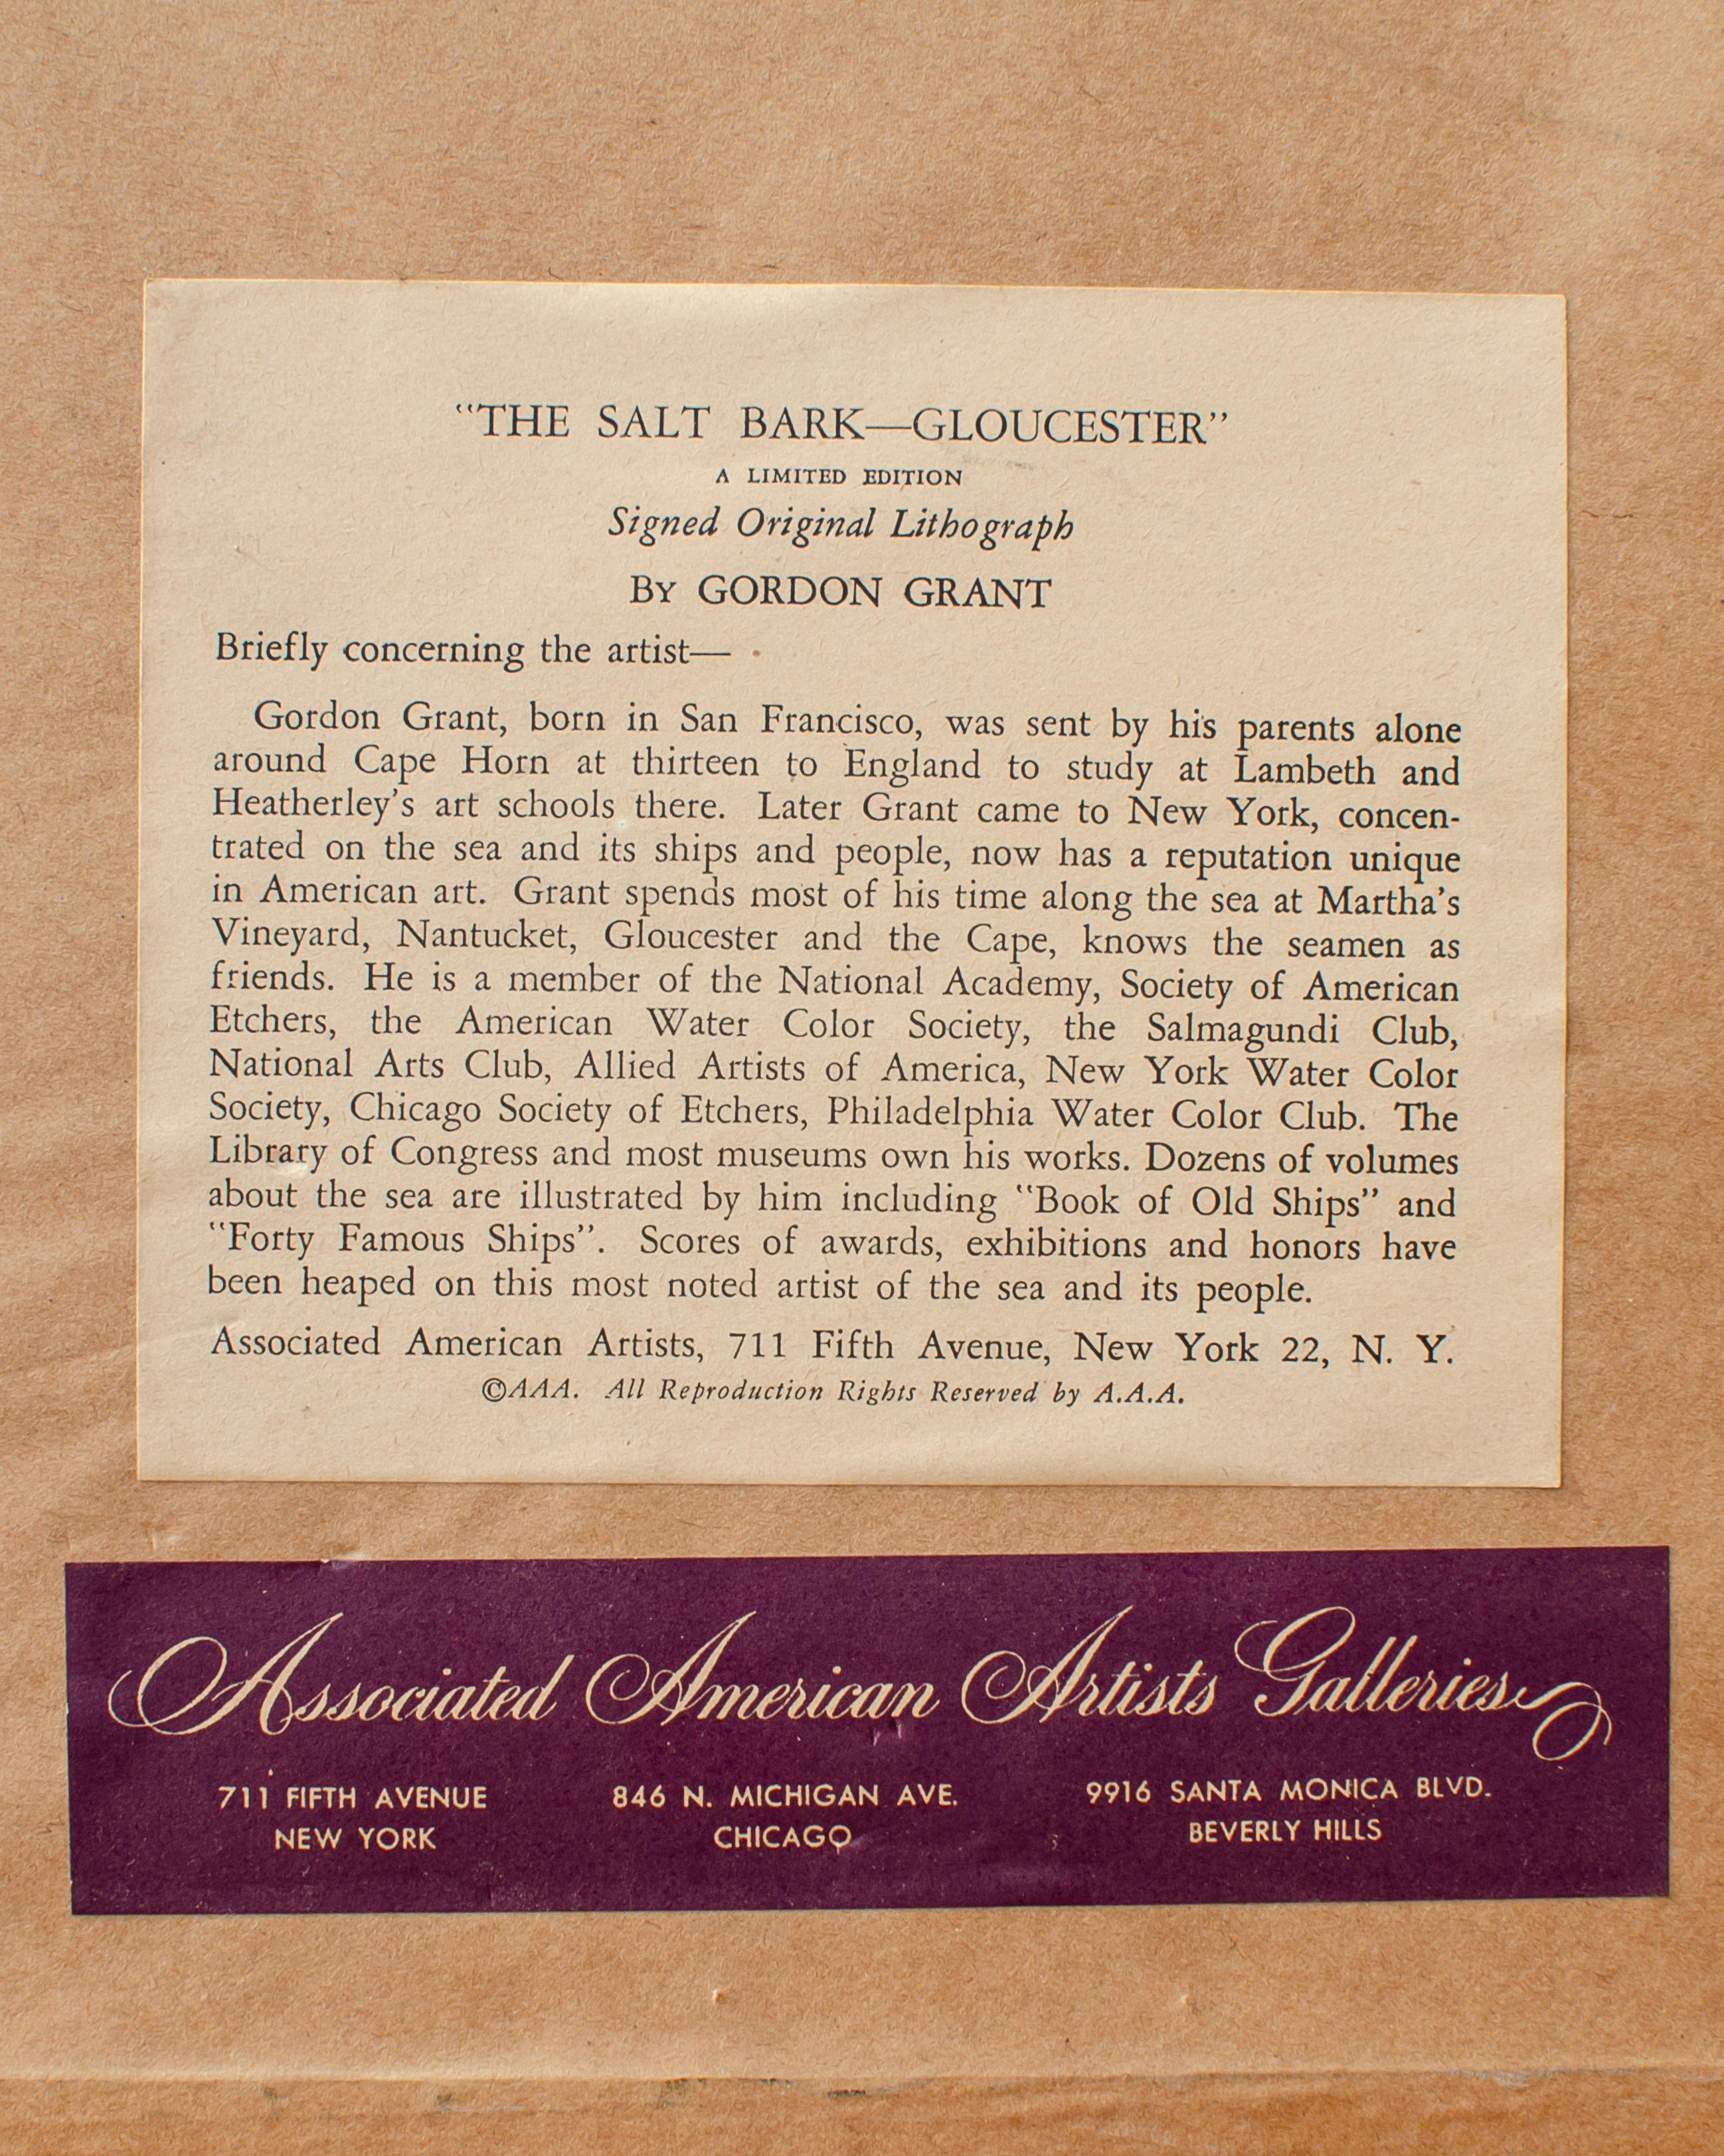 “THE SALT BARK—GLOUCESTER”
A LIMITED EDITION
Signed Original Lithograph
By GORDON GRANT
Briefly concerning the artist—
Gordon Grant, born in San Francisco, was sent by his parents alone
around Cape Horn at thirteen to England to study at Lambeth and
Heatherley’s art schools there. Later Grant came to New York, concen-
trated on the sea and its ships and people, now has a reputation unique
in American art. Grant spends most of his time along the sea at Martha’s
Vineyard, Nantucket, Gloucester and the Cape, knows the seamen as
friends. He is a member of the National Academy, Society of American
Etchers, the American Water Color Society, the Salmagundi Club,
National Arts Club, Allied Artists of America, New York Water Color
Society, Chicago Society of Etchers, Philadelphia Water Color Club. The
Library of Congress and most museums own his works. Dozens of volumes
about the sea are illustrated by him including “Book of Old Ships” and
“Forty Famous Ships”. Scores of awards, exhibitions and honors have
been heaped on this most noted artist of the sea and its people.
Associated American Artists, 711 Fifth Avenue, New York 22, N. Y.
©AAA. All Reproduction Rights Reserved by A.A.A.
Associated American Artists Galleries
711 FIFTH AVENUE 846 N. MICHIGAN AVE. 9916 SANTA MONICA BLVD.
NEW YORK CHICAGO BEVERLY HILLS